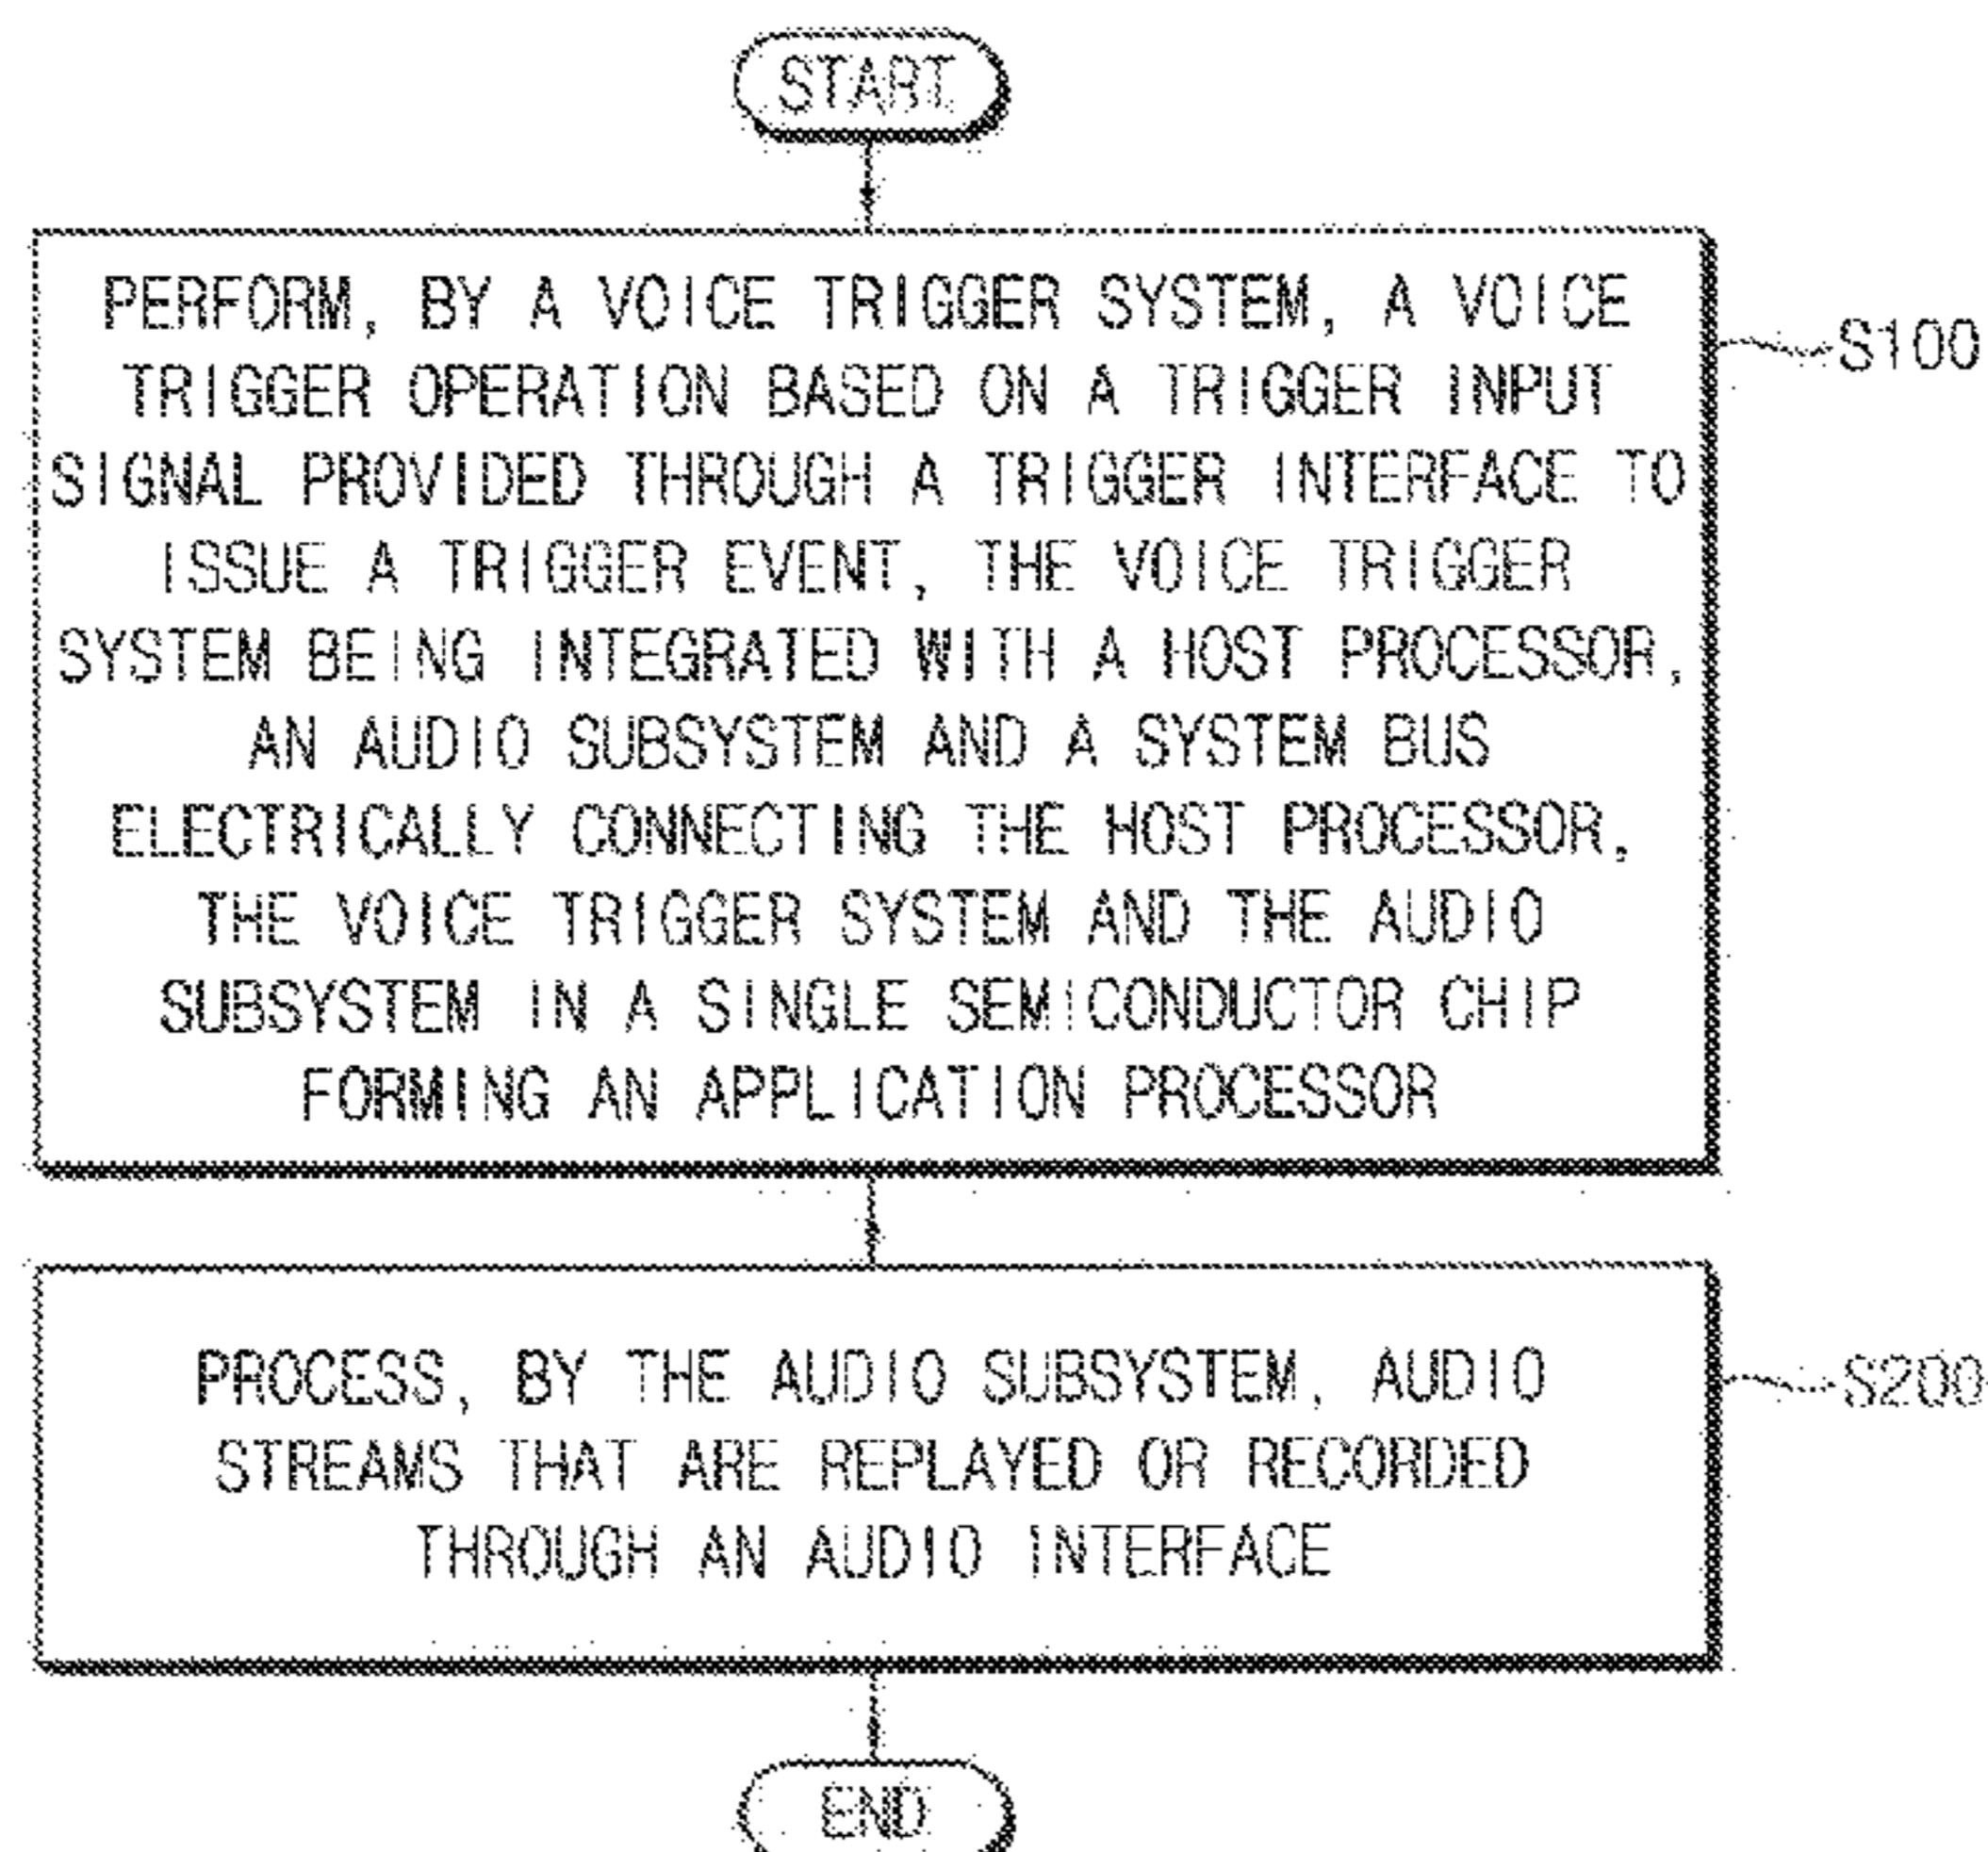 START
PERFORM, BY A VOICE TRIGGER SYSTEM, A VOICE
TRIGGER OPERATION BASED ON A TRIGGER INPUT
SIGNAL PROVIDED THROUGH A TRIGGER INTERFACE TO
ISSUE A TRIGGER EVENT, THE VOICE TRIGGER
SYSTEM BEING INTEGRATED WITH A HOST PROCESSOR,
AN AUDIO SUBSYSTEM AND A SYSTEM BUS
ELECTRICALLY CONNECTING THE HOST PROCESSOR,
THE VOICE TRIGGER SYSTEM AND THE AUDIO
SUBSYSTEM IN A SINGLE SEMICONDUCTOR CHIP
FORMING AN APPLICATION PROCESSOR
S100
PROCESS, BY THE AUDIO SUBSYSTEM, AUDIO
STREAMS THAT ARE REPLAYED OR RECORDED
THROUGH AN AUDIO INTERFACE
S200
END